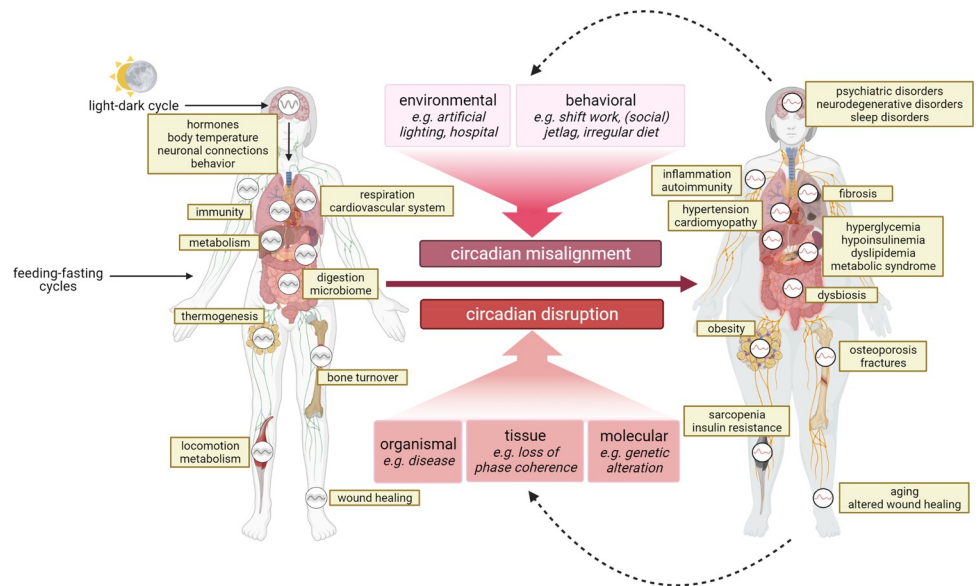 light-dark cycle
hormones
body temperature
neuronal connections
behavior
immunity
respiration
cardiovascular system
metabolism
feeding-fasting
cycles
digestion
microbiome
thermogenesis
bone turnover
locomotion
metabolism
wound healing
environmental
e.g. artificial
lighting, hospital
behavioral
e.g. shift work, (social)
jetlag, irregular diet
circadian misalignment
circadian disruption
organismal
e.g. disease
tissue
e.g. loss of
phase coherence
molecular
e.g. genetic
alteration
psychiatric disorders
neurodegenerative disorders
sleep disorders
inflammation
autoimmunity
fibrosis
hypertension
cardiomyopathy
hyperglycemia
hypoinsulinemia
dyslipidemia
metabolic syndrome
dysbiosis
obesity
osteoporosis
fractures
sarcopenia
insulin resistance
aging
altered wound healing